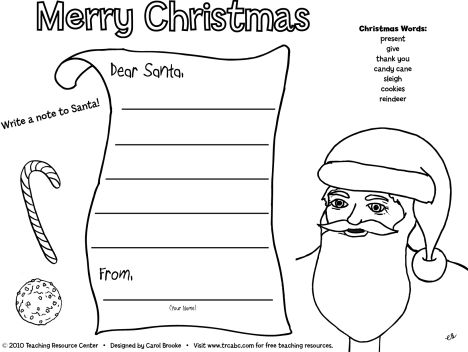 Merry Christmas
Christmas Words:
present
give
thank you
candy cane
sleigh
cookies
reindeer
Dear Santa,
Write a note to Santa!
From,
(Your Name)
© 2010 Teaching Resource Center • Designed by Carol Brooke • Visit www.trcabc.com for free teaching resources.